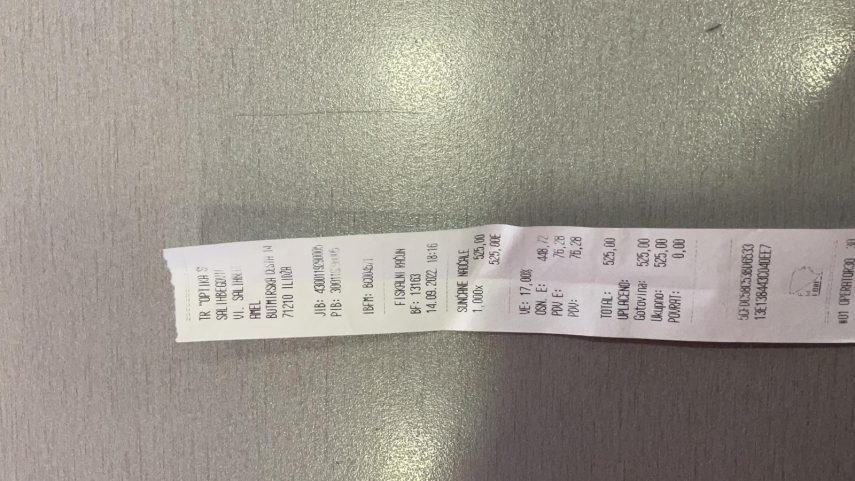 TR "OPTIKA S
SALIHBEGOVI
VL. SALIHBE
AMEL
BUTMIRSKA CESTA 14
71210 ILIDŽA
JIB:
PIB:
IBFM:
FISKALNI RAČUN
BF: 13163
14.09.2022 18:16
SUNČANE NAOČALE
1,000x 525,00
525,00E
VE: 17,00%
OSN. E: 448,72
PDV E: 76,28
PDV: 76,28
TOTAL: 525,00
UPLAĆENO:
Gotovina: 525,00
Ukupno: 525,00
POVRAT: 0,00